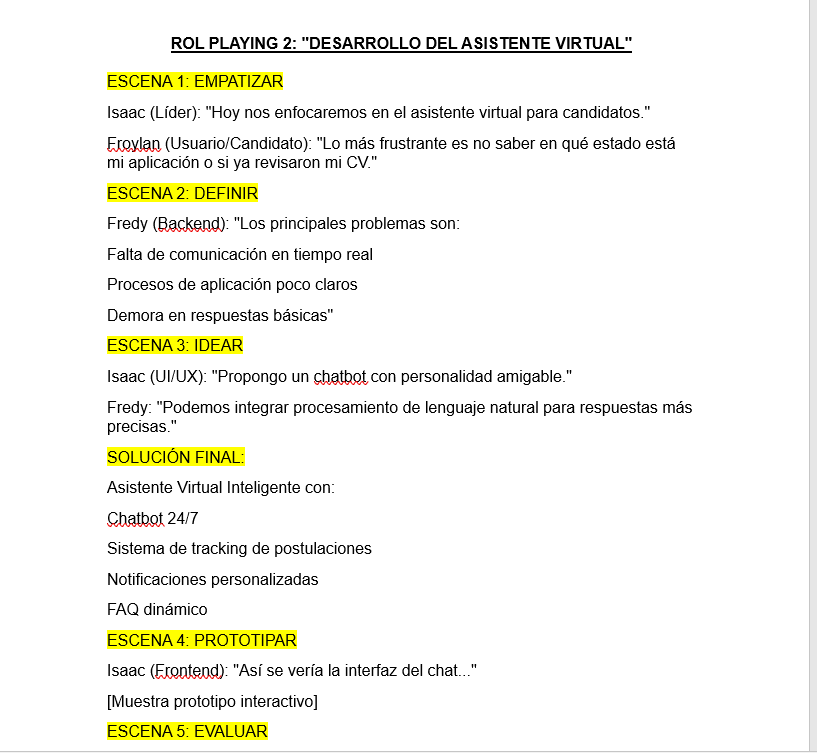 ROL PLAYING 2: "DESARROLLO DEL ASISTENTE VIRTUAL"
ESCENA 1: EMPATIZAR
Isaac (Líder): "Hoy nos enfocaremos en el asistente virtual para candidatos."
Froylan (Usuario/Candidato): "Lo más frustrante es no saber en qué estado está
mi aplicación o si ya revisaron mi CV."
ESCENA 2: DEFINIR
Fredy (Backend): "Los principales problemas son:
Falta de comunicación en tiempo real
Procesos de aplicación poco claros
Demora en respuestas básicas"
ESCENA 3: IDEAR
Isaac (UI/UX): "Propongo un chatbot con personalidad amigable."
Fredy: "Podemos integrar procesamiento de lenguaje natural para respuestas más
precisas."
SOLUCIÓN FINAL:
Asistente Virtual Inteligente con:
Chatbot 24/7
Sistema de tracking de postulaciones
Notificaciones personalizadas
FAQ dinámico
ESCENA 4: PROTOTIPAR
Isaac (Frontend): "Así se vería la interfaz del chat..."
[Muestra prototipo interactivo]
ESCENA 5: EVALUAR